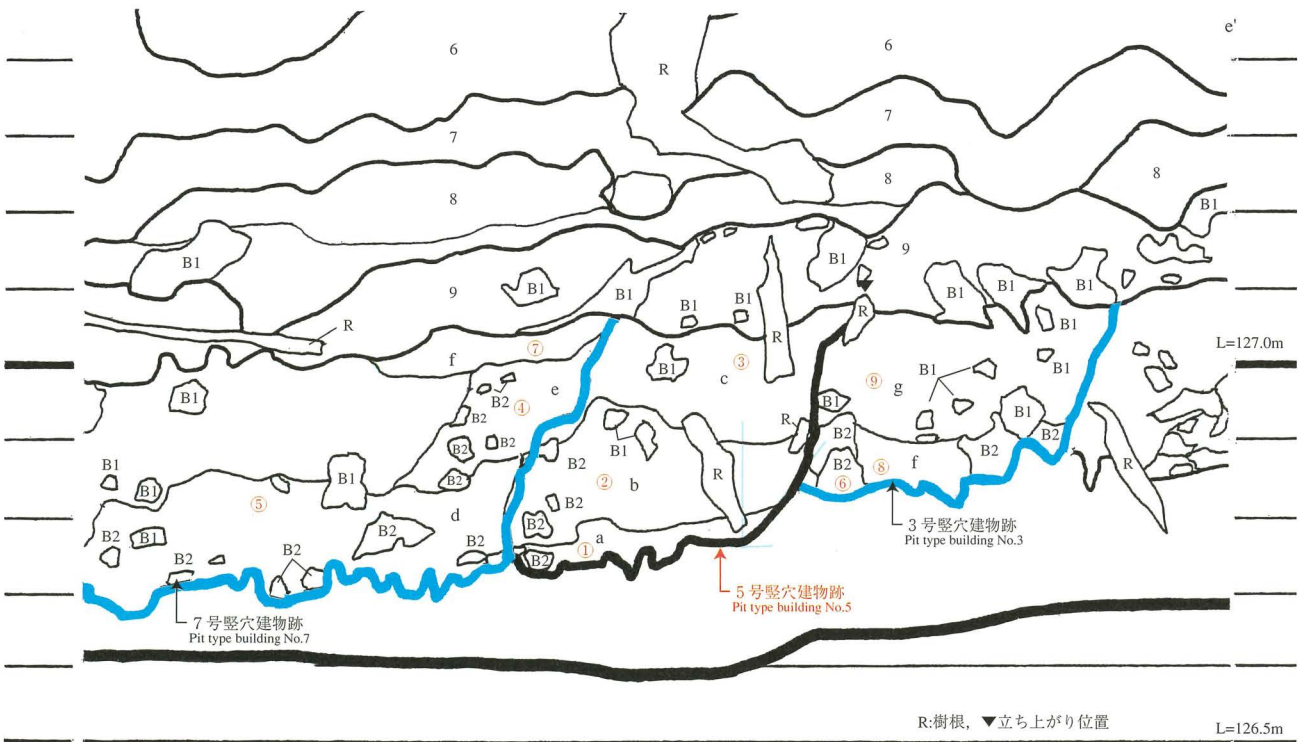 6
6
e'
R
7
7
8
8
8
B1
B1
B1
9
B1
9
B1
B1
B1
B1
B1
B1
B1
R
R
R
B1
L=127.0m
f
⑦
③
c
B1
B1
B2
④
e
B1
⑨
g
B1
B1
B1
B2
B2
B2
B1
B1
R
B2
B2
B2
B1
B1
B2
⑤
B1
B2
②
b
R
B2
⑥
⑧
f
R
B2
B1
B2
d
B2
B2
a
①
B2
B2
B2
3号竪穴建物跡
Pit type building No.3
5号竪穴建物跡
Pit type building No.5
7号竪穴建物跡
Pit type building No.7
R:樹根，▼立ち上がり位置
L=126.5m